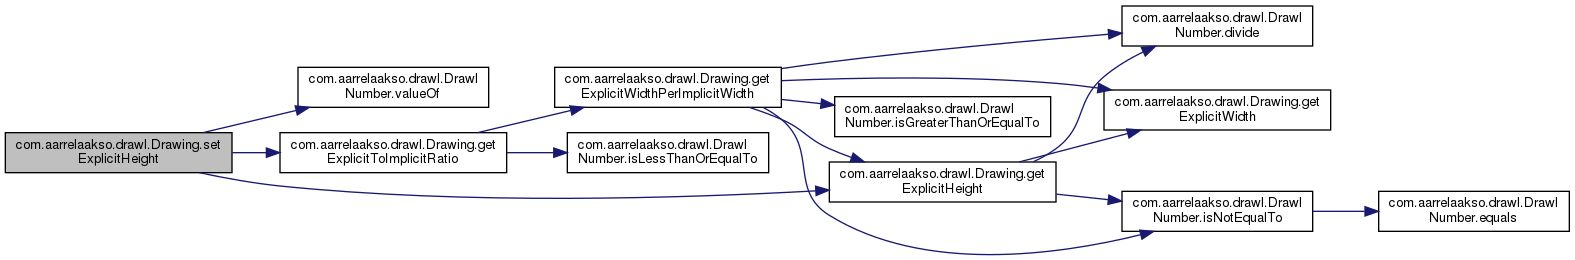 com.aarrelaakso.drawl.Drawing.set
ExplicitHeight
com.aarrelaakso.drawl.Drawl
Number.valueOf
com.aarrelaakso.drawl.Drawing.get
ExplicitToImplicitRatio
com.aarrelaakso.drawl.Drawing.get
ExplicitWidthPerImplicitWidth
com.aarrelaakso.drawl.Drawl
Number.isLessThanOrEqualTo
com.aarrelaakso.drawl.Drawl
Number.isGreaterThanOrEqualTo
com.aarrelaakso.drawl.Drawing.get
ExplicitHeight
com.aarrelaakso.drawl.Drawl
Number.divide
com.aarrelaakso.drawl.Drawing.get
ExplicitWidth
com.aarrelaakso.drawl.Drawl
Number.isNotEqualTo
com.aarrelaakso.drawl.Drawl
Number.equals